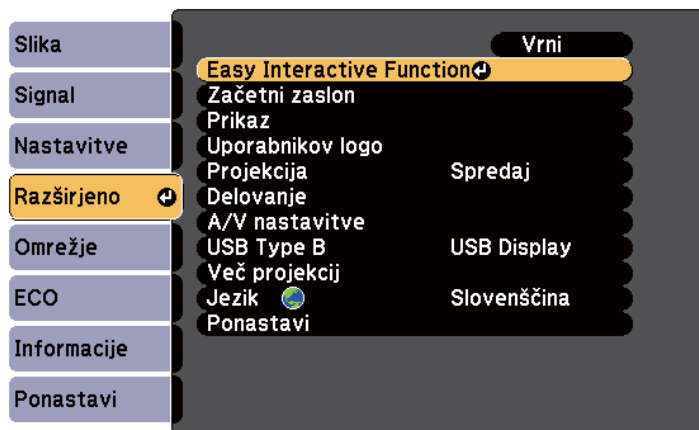 Slika
Signal
Nastavitve
Razširjeno
Omrežje
ECO
Informacije
Ponastavi
Vrni
Easy Interactive Function
Začetni zaslon
Prikaz
Uporabnikov logo
Projekcija Spredaj
Delovanje
A/V nastavitve
USB Type B USB Display
Več projekcij
Jezik Slovenščina
Ponastavi